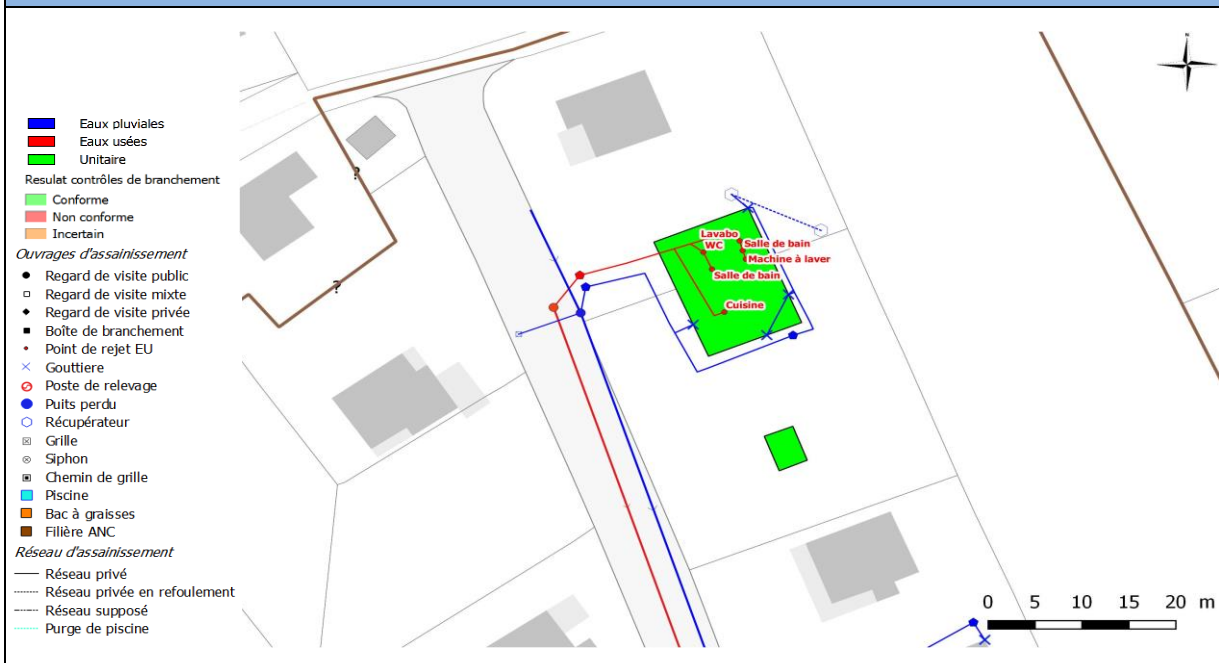 N
Eaux pluviales
Eaux usées
Unitaire
Resulat contrôles de branchement
Conforme
Non conforme
Incertain
Ouvrages d'assainissement
Regard de visite public
Regard de visite mixte
Regard de visite privée
Boîte de branchement
Point de rejet EU
Gouttiere
Poste de relevage
Puits perdu
Récupérateur
Grille
Siphon
Chemin de grille
Piscine
Bac à graisses
Filière ANC
Réseau d'assainissement
Réseau privé
Réseau privée en refoulement
Réseau supposé
Purge de piscine
?
?
Lavabo
WC
Salle de bain
Machine à laver
Salle de bain
Cuisine
0 5 10 15 20 m